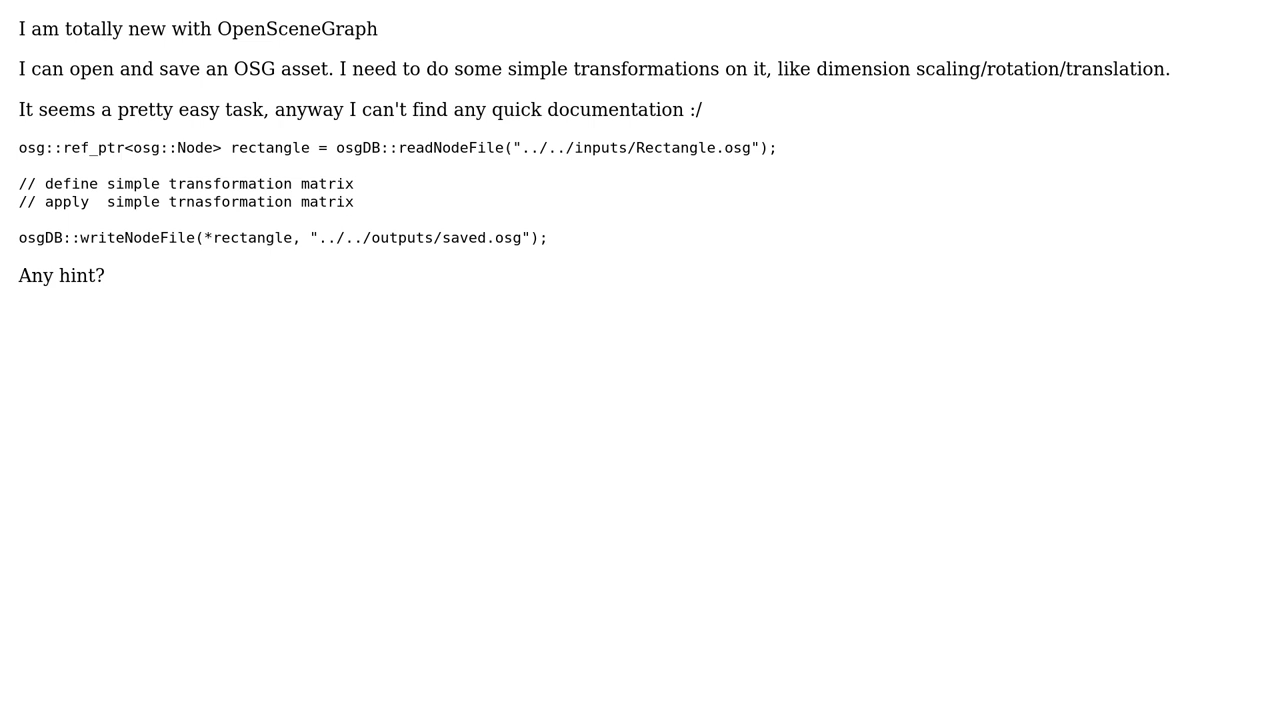 I am totally new with OpenSceneGraph
I can open and save an OSG asset. I need to do some simple transformations on it, like dimension scaling/rotation/translation.
It seems a pretty easy task, anyway I can't find any quick documentation :/
osg::ref_ptr<osg::Node> rectangle = osgDB::readNodeFile("../../inputs/Rectangle.osg");
// define simple transformation matrix
// apply  simple trnasformation matrix
osgDB::writeNodeFile(*rectangle, "../../outputs/saved.osg");
Any hint?